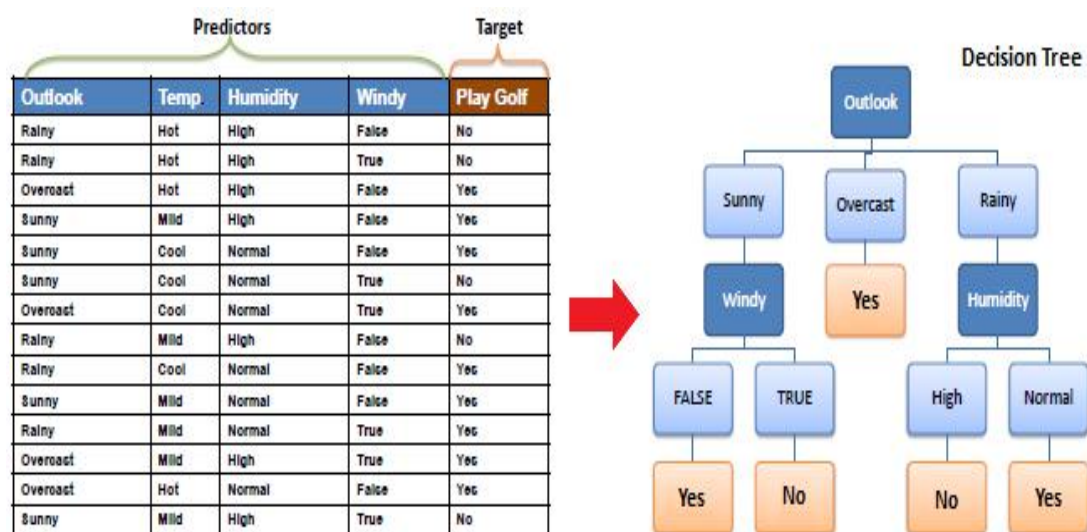 Predictors Target
Outlook Temp. Humidity Windy Play Golf
Rainy Hot High False No
Rainy Hot High True No
Overcast Hot High False Yes
Sunny Mild High False Yes
Sunny Cool Normal False Yes
Sunny Cool Normal True No
Overcast Cool Normal True Yes
Rainy Mild High False No
Rainy Cool Normal False Yes
Sunny Mild Normal False Yes
Rainy Mild Normal True Yes
Overcast Mild High True Yes
Overcast Hot Normal False Yes
Sunny Mild High True No
Decision Tree
Outlook
Sunny Overcast Rainy
Windy Yes Humidity
FALSE TRUE High Normal
Yes No No Yes